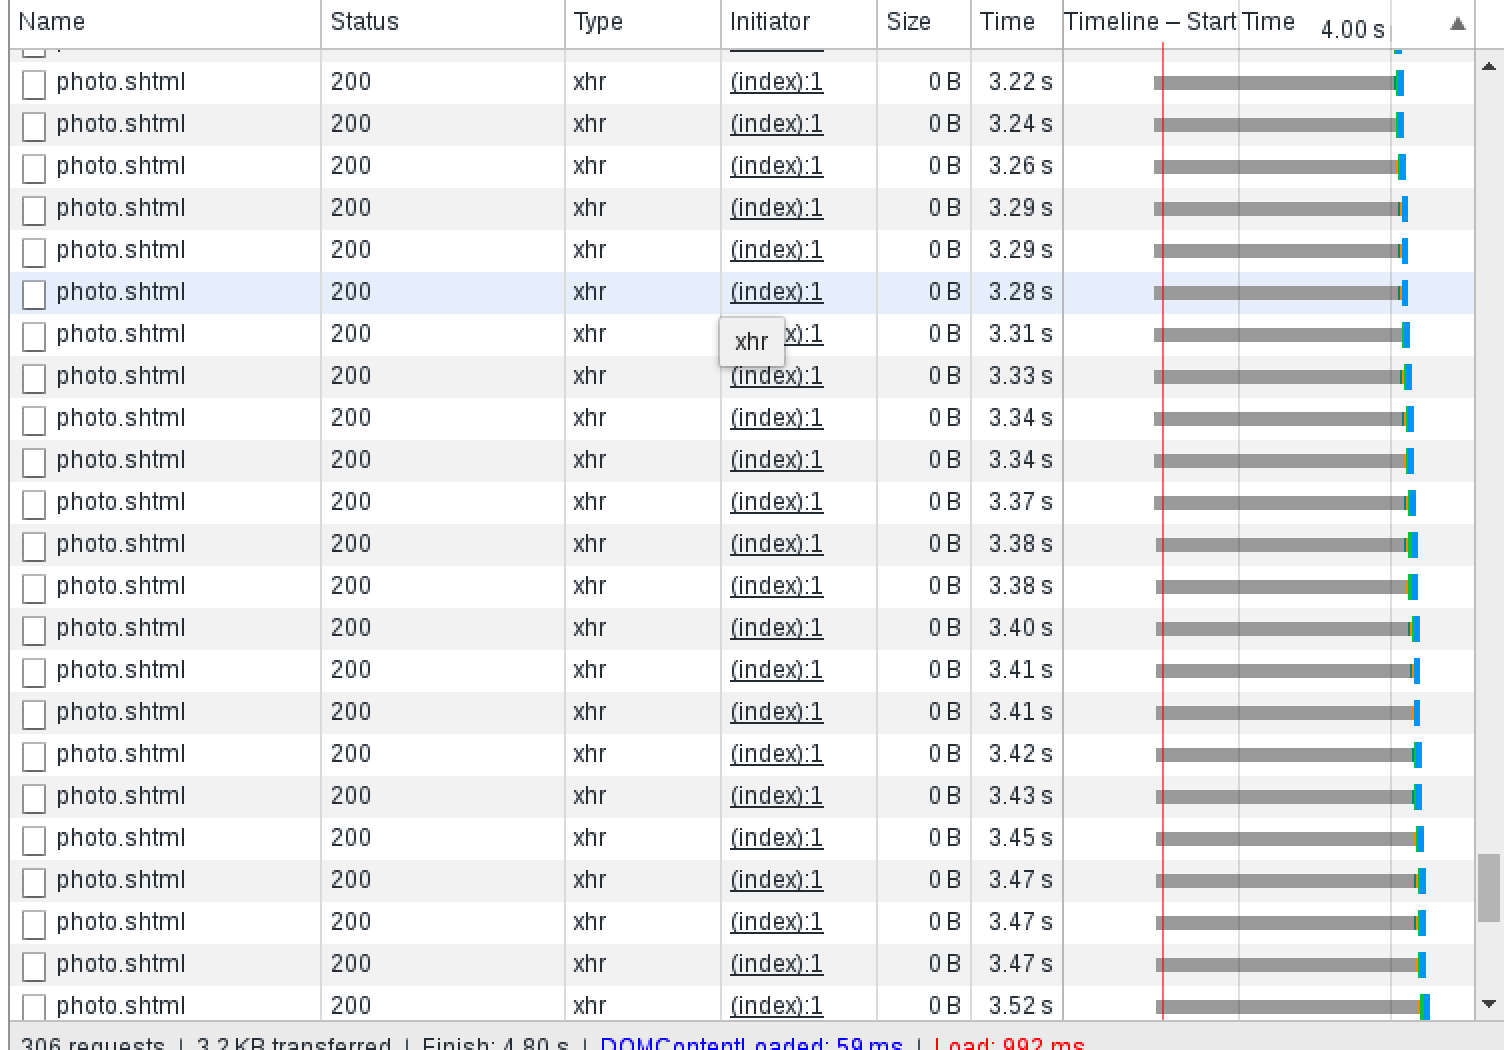 Name Status Type Initiator Size Time Timeline – Start Time 4.00 s ▲
photo.shtml 200 xhr (index):1 0 B 3.22 s
photo.shtml 200 xhr (index):1 0 B 3.24 s
photo.shtml 200 xhr (index):1 0 B 3.26 s
photo.shtml 200 xhr (index):1 0 B 3.29 s
photo.shtml 200 xhr (index):1 0 B 3.29 s
photo.shtml 200 xhr (index):1 0 B 3.28 s
photo.shtml 200 xhr x):1 0 B 3.31 s
xhr
photo.shtml 200 xhr (index):1 0 B 3.33 s
photo.shtml 200 xhr (index):1 0 B 3.34 s
photo.shtml 200 xhr (index):1 0 B 3.34 s
photo.shtml 200 xhr (index):1 0 B 3.37 s
photo.shtml 200 xhr (index):1 0 B 3.38 s
photo.shtml 200 xhr (index):1 0 B 3.38 s
photo.shtml 200 xhr (index):1 0 B 3.40 s
photo.shtml 200 xhr (index):1 0 B 3.41 s
photo.shtml 200 xhr (index):1 0 B 3.41 s
photo.shtml 200 xhr (index):1 0 B 3.42 s
photo.shtml 200 xhr (index):1 0 B 3.43 s
photo.shtml 200 xhr (index):1 0 B 3.45 s
photo.shtml 200 xhr (index):1 0 B 3.47 s
photo.shtml 200 xhr (index):1 0 B 3.47 s
photo.shtml 200 xhr (index):1 0 B 3.47 s
photo.shtml 200 xhr (index):1 0 B 3.52 s
306 requests | 3.2 KB transferred | Finish: 4.80 s | DOMContentLoaded: 59 ms | Load: 992 ms